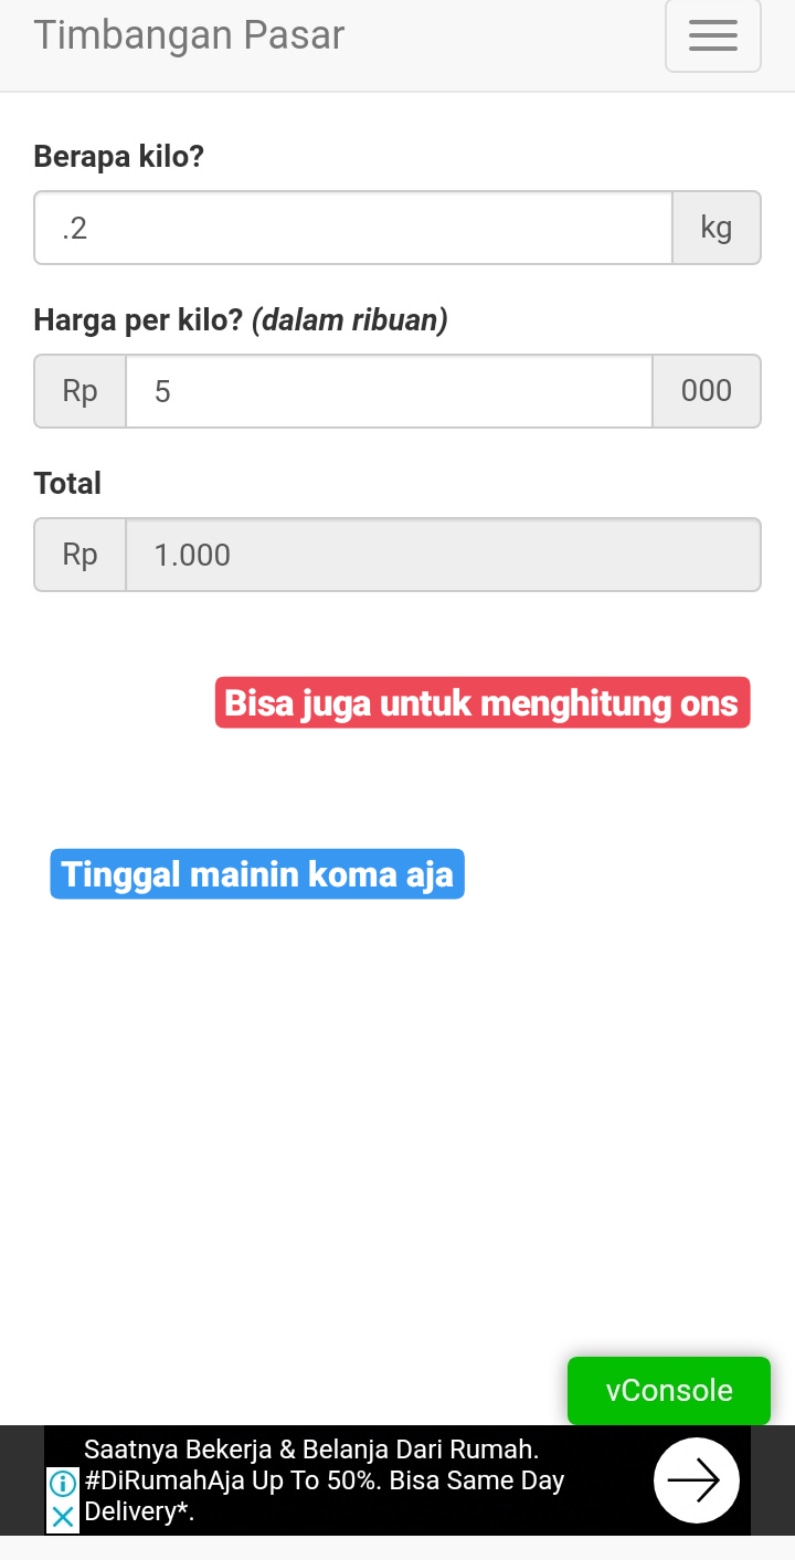 Timbangan Pasar
Berapa kilo?
.2 kg
Harga per kilo? (dalam ribuan)
Rp 5 000
Total
Rp 1.000
Bisa juga untuk menghitung ons
Tinggal mainin koma aja
vConsole
Saatnya Bekerja & Belanja Dari Rumah.
#DiRumahAja Up To 50%. Bisa Same Day
Delivery*.